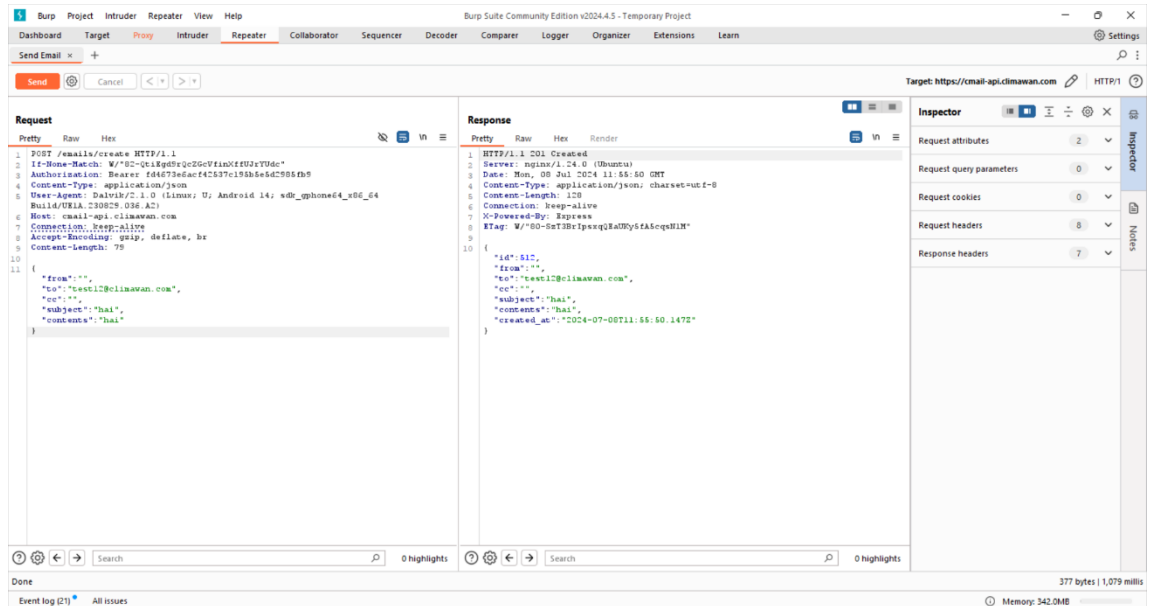 Burp Project Intruder Repeater View Help
Burp Suite Community Edition v2024.4.5 - Temporary Project
Dashboard Target Proxy Intruder Repeater Collaborator Sequencer Decoder Comparer Logger Organizer Extensions Learn
Settings
Send Email × +
Send Cancel < >
Target: https://cmail-api.climawan.com HTTP/1
Request
Pretty Raw Hex
\n
1 POST /emails/create HTTP/1.1
2 If-None-Match:
3 Authorization: Bearer
4 Content-Type: application/json
5 User-Agent: Dalvik/2.1.0 (Linux; U; Android 14; sdk_gphone64_x86_64
Build/UE1A.230829.036.A2)
6 Host: cmail-api.climawan.com
7 Connection: keep-alive
8 Accept-Encoding: gzip, deflate, br
9 Content-Length: 79
10
11 {
"from":"",
"to":"test12@climawan.com",
"cc":"",
"subject":"hai",
"contents":"hai"
}
Search
0 highlights
Response
Pretty Raw Hex Render
\n
1 HTTP/1.1 201 Created
2 Server: nginx/1.24.0 (Ubuntu)
3 Date: Mon, 08 Jul 2024 11:55:50 GMT
4 Content-Type: application/json; charset=utf-8
5 Content-Length: 128
6 Connection: keep-alive
7 X-Powered-By: Express
8 ETag:
9
10 {
"id":512,
"from":"",
"to":"test12@climawan.com",
"cc":"",
"subject":"hai",
"contents":"hai",
"created_at":"2024-07-08T11:55:50.147Z"
}
Search
0 highlights
Inspector
Request attributes 2
Request query parameters 0
Request cookies 0
Request headers 8
Response headers 7
Inspector
Notes
Done
377 bytes | 1,079 millis
Event log (21) All issues
Memory: 342.0MB